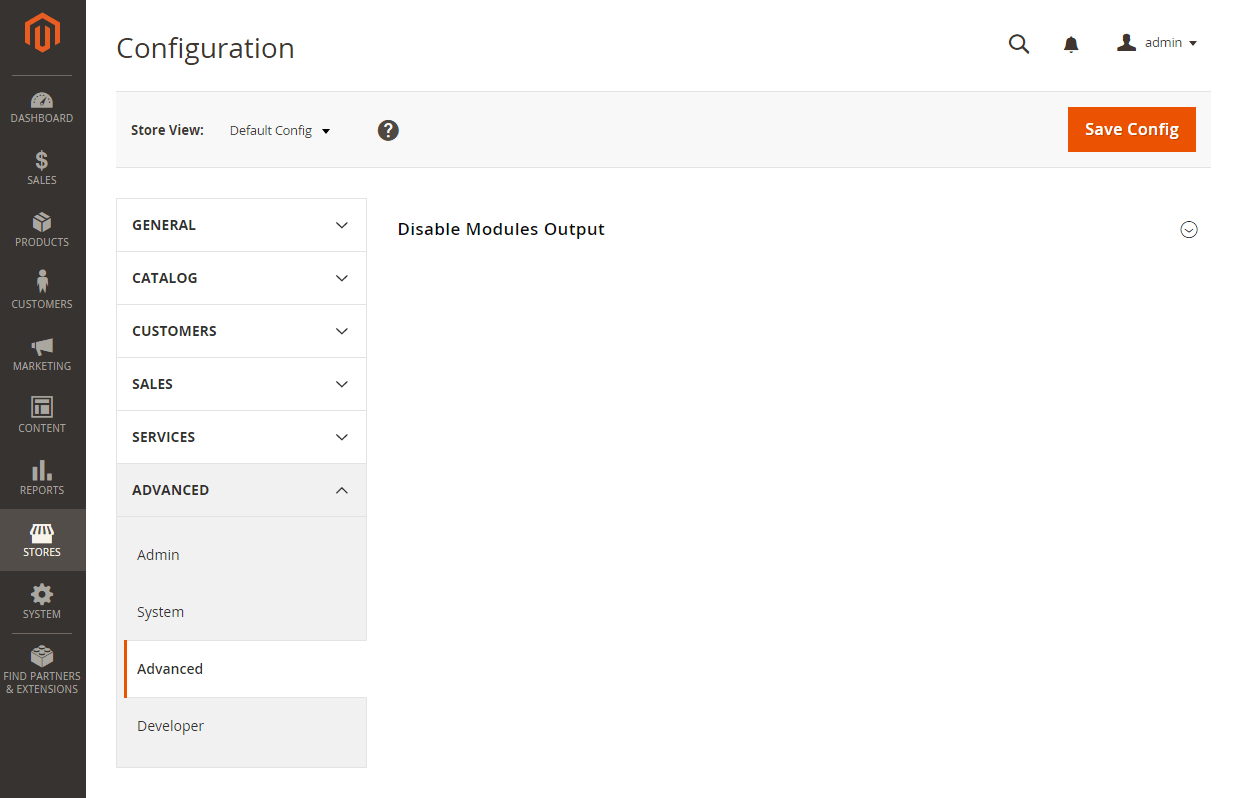 Configuration
admin
Store View:
Default Config
?
Save Config
DASHBOARD
SALES
PRODUCTS
CUSTOMERS
MARKETING
CONTENT
REPORTS
STORES
SYSTEM
FIND PARTNERS
& EXTENSIONS
GENERAL
CATALOG
CUSTOMERS
SALES
SERVICES
ADVANCED
Admin
System
Advanced
Developer
Disable Modules Output